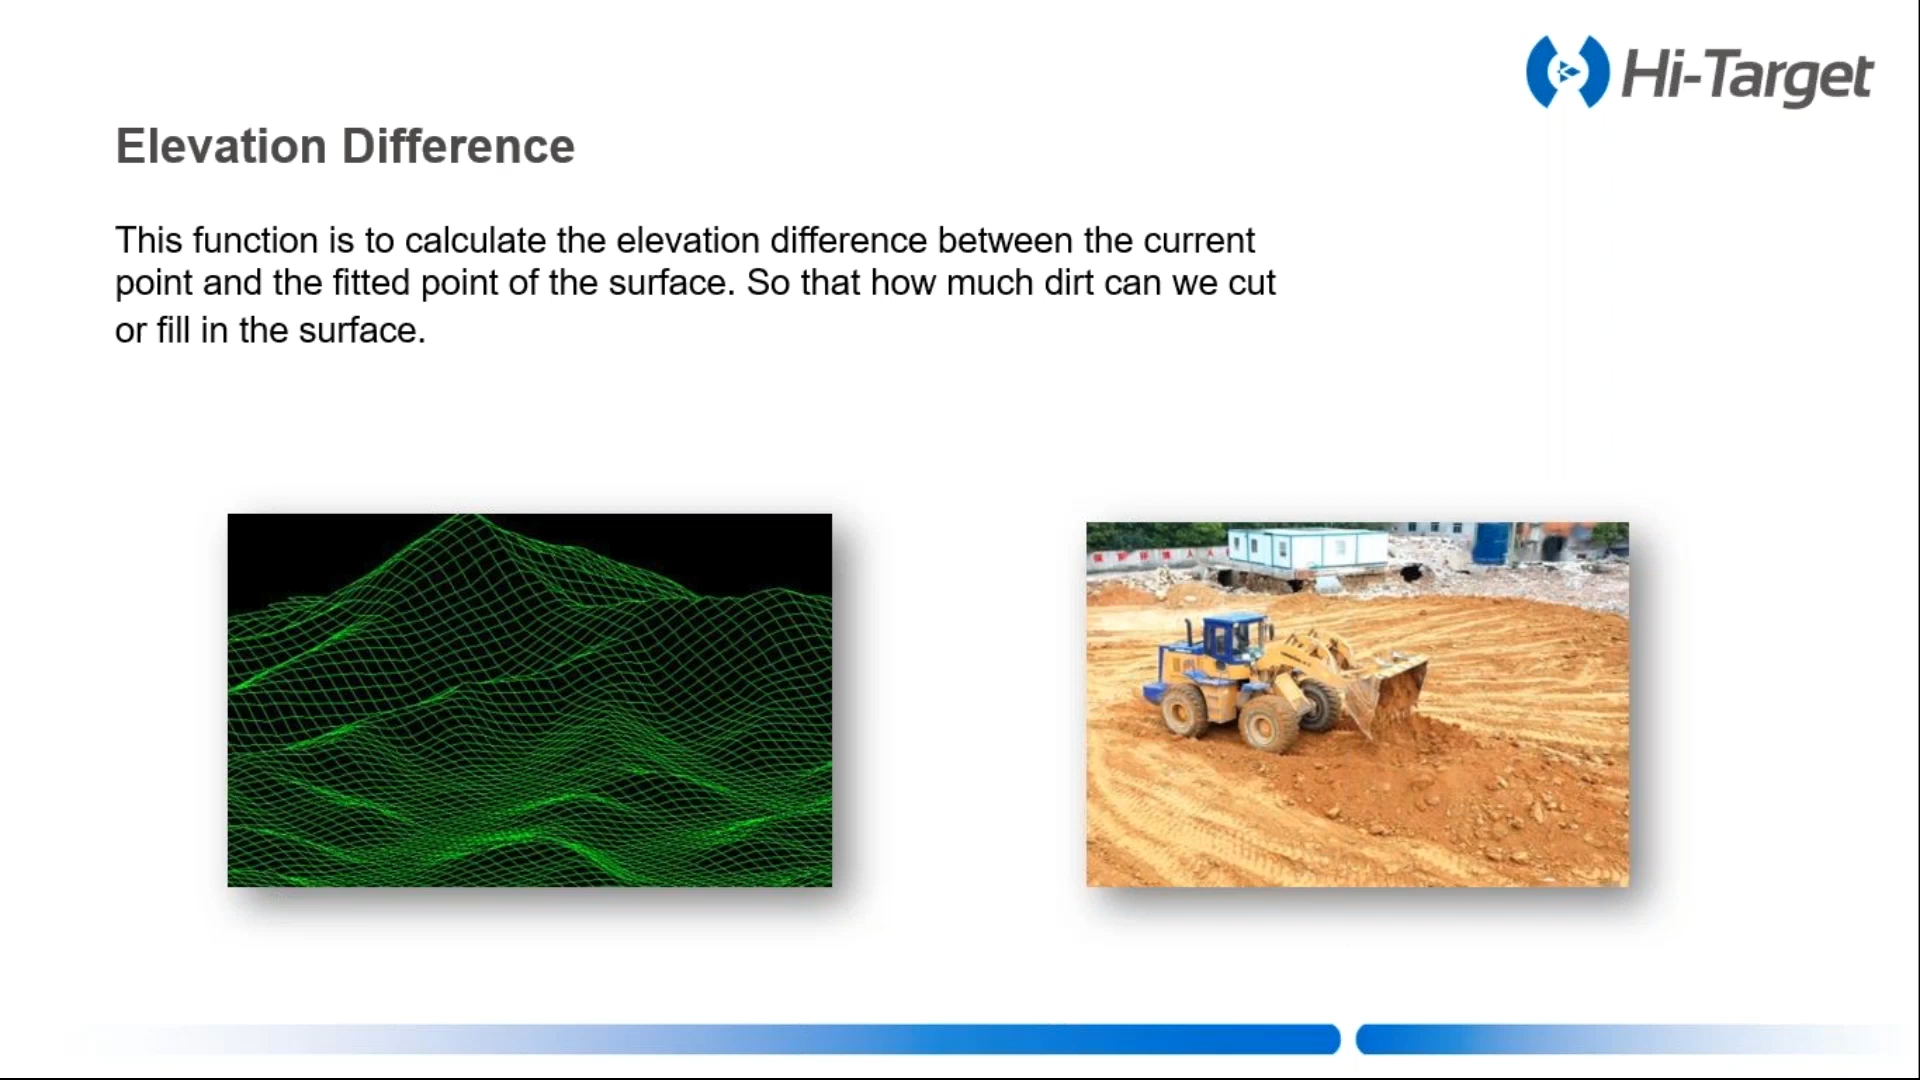 Hi-Target
Elevation Difference
This function is to calculate the elevation difference between the current
point and the fitted point of the surface. So that how much dirt can we cut
or fill in the surface.